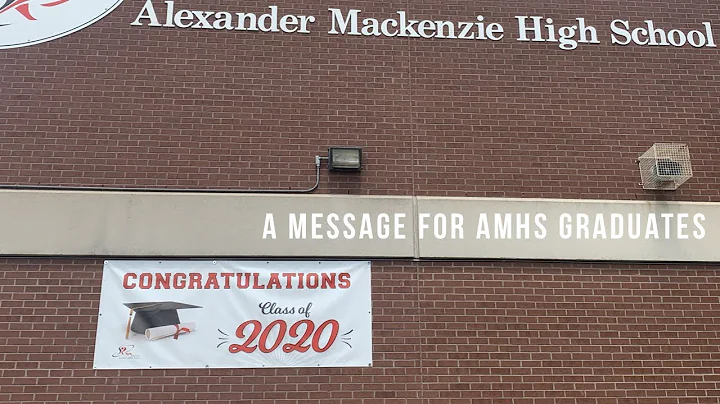 Alexander Mackenzie High School
A MESSAGE FOR AMHS GRADUATES
CONGRATULATIONS
Class of
2020